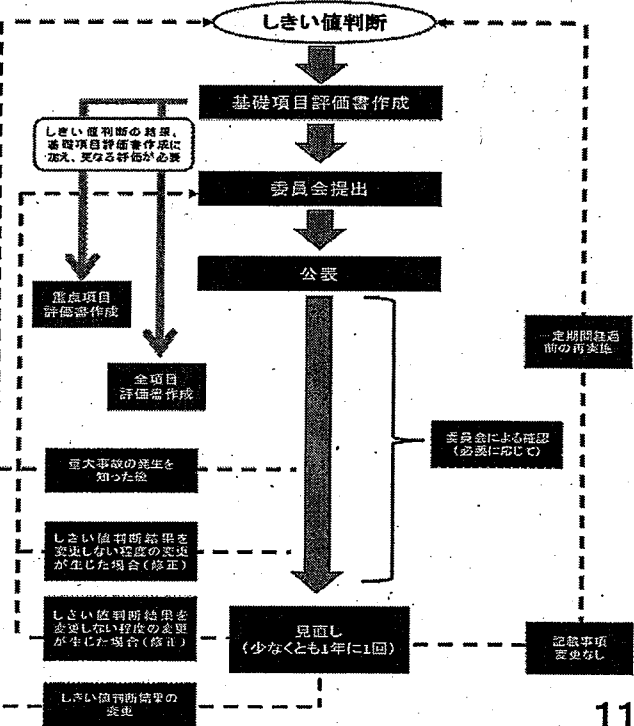 しきい値判断
基礎項目評価書作成
しきい値判断の結果、
基礎項目評価書作成に
加え、更なる評価が必要
委員会提出
公表
重点項目
評価書作成
全項目
評価書作成
一定期間経過
前の再実施
委員会による確認
(必要に応じて)
重大事故の発生を
知った後
しきい値判断結果を
変更しない程度の変更
が生じた場合(修正)
しきい値判断結果を
変更しない程度の変更
が生じた場合(修正)
見直し
(少なくとも1年に1回)
記載事項
変更なし
しきい値判断結果の
変更
11